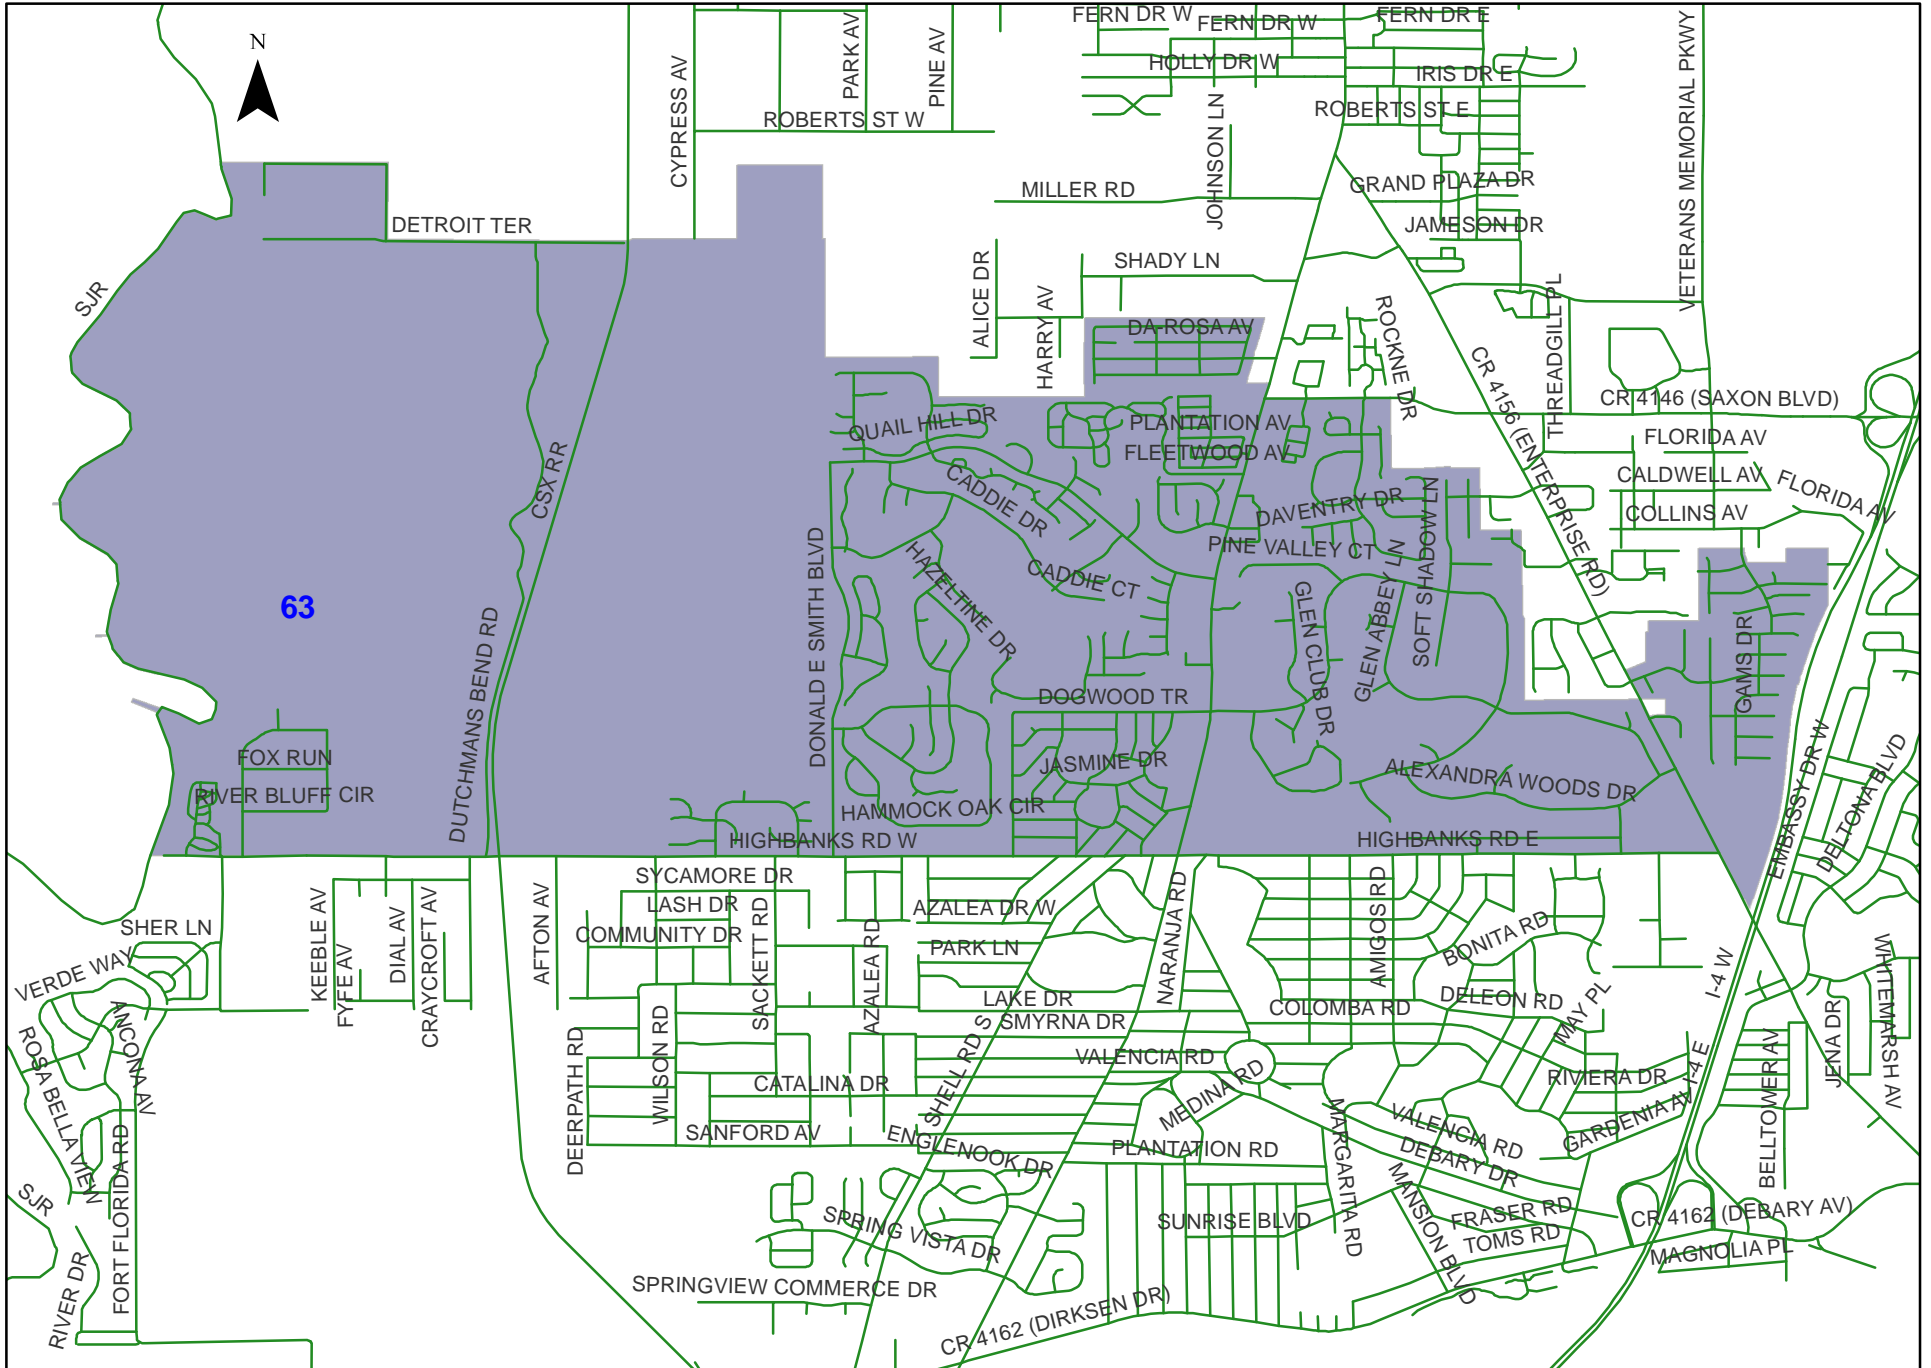 N
FERN DR W
FERN DR W
FERN DR E
PARK AV
PINE AV
CYPRESS AV
HOLLY DR W
IRIS DR E
VETERANS MEMORIAL PKWY
ROBERTS ST W
JOHNSON LN
ROBERTS ST E
MILLER RD
GRAND PLAZA DR
DETROIT TER
JAMESON DR
SHADY LN
ALICE DR
HARRY AV
SJR
DA-ROSA AV
ROCKNE DR
THREADGILL PL
CR 4156 (ENTERPRISE RD)
CR 4146 (SAXON BLVD)
QUAIL HILL DR
PLANTATION AV
FLEETWOOD AV
FLORIDA AV
CALDWELL AV
FLORIDA AV
CSX RR
CADDIE DR
DAVENTRY DR
SOFT SHADOW LN
COLLINS AV
PINE VALLEY CT
HAZELTINE DR
CADDIE CT
63
DONALD E SMITH BLVD
GLEN CLUB DR
GLEN ABBEY LN
GAMS DR
DUTCHMANS BEND RD
DOGWOOD TR
FOX RUN
JASMINE DR
ALEXANDRA WOODS DR
EMBASSY DR W
DELTONA BLVD
RIVER BLUFF CIR
HAMMOCK OAK CIR
HIGHBANKS RD W
HIGHBANKS RD E
SYCAMORE DR
KEEBLE AV
FYFE AV
DIAL AV
CRAYCROFT AV
AFTON AV
LASH DR
SACKETT RD
AZALEA DR W
NARANJA RD
AMIGOS RD
SHER LN
COMMUNITY DR
AZALEA RD
PARK LN
BONITA RD
VERDE WAY
I-4 W
WHITEMARSH AV
LAKE DR
COLOMBA RD
DELEON RD
MAY PL
ANCONA AV
ROSA BELLA VIEW
WILSON RD
SMYRNA DR
SHELL RD S
VALENCIA RD
JENA DR
DEERPATH RD
CATALINA DR
MEDINA RD
RIVIERA DR
I-4 E
BELLTOWER AV
SANFORD AV
ENGLENOOK DR
PLANTATION RD
MARGARITA RD
VALENCIA RD
GARDENIA AV
DEBARY DR
FORT FLORIDA RD
SJR
MANSION BLVD
SPRING VISTA DR
SUNRISE BLVD
FRASER RD
CR 4162 (DEBARY AV)
TOMS RD
MAGNOLIA PL
RIVER DR
SPRINGVIEW COMMERCE DR
CR 4162 (DIRKSEN DR)